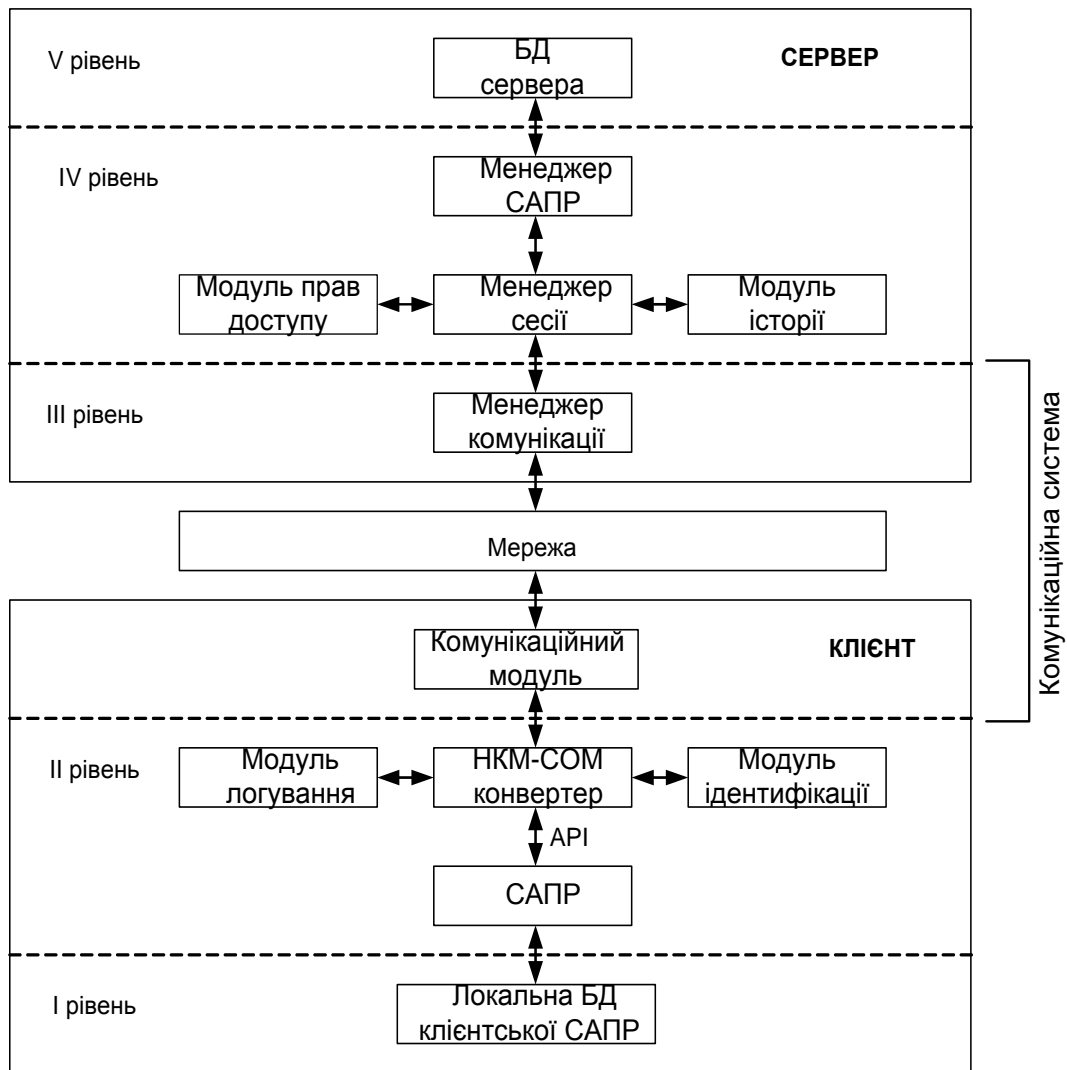 V рівень
БД
сервера
СЕРВЕР
IV рівень
Менеджер
САПР
Модуль прав
доступу
Менеджер
сесії
Модуль
історії
III рівень
Менеджер
комунікації
Комунікаційна система
Мережа
Комунікаційний
модуль
КЛІЄНТ
II рівень
Модуль
логування
НКМ-COM
конвертер
Модуль
ідентифікації
API
САПР
I рівень
Локальна БД
клієнтської САПР